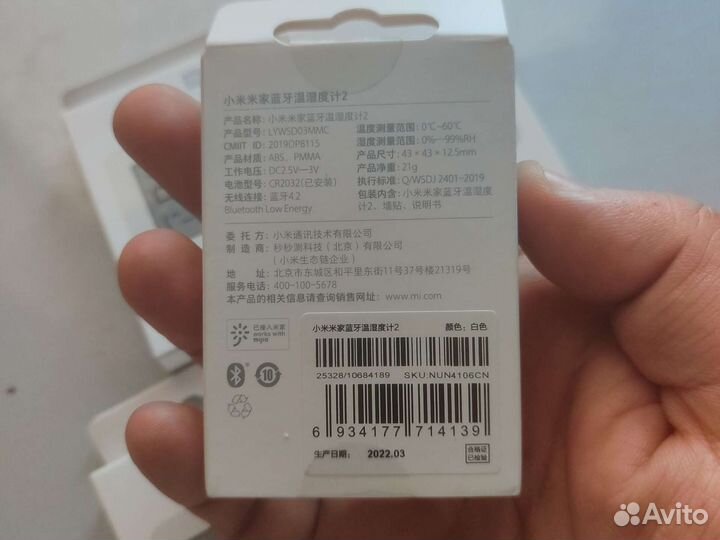 小米米家蓝牙温湿度计2
产品名称: 小米米家蓝牙温湿度计2
产品型号: LYWSD03MMC
CMIIT ID: 2019DP8115
产品材质: ABS、PMMA
工作电压: DC2.5V—3V
电池型号: CR2032(已安装)
无线连接: 蓝牙4.2
Bluetooth Low Energy
温度测量范围: 0℃~60℃
湿度测量范围: 0%~99%RH
产品尺寸: 43×43×12.5mm
产品净重: 21g
执行标准: Q/WSDJ 2401-2019
包装内含: 小米米家蓝牙温湿度
计2、墙贴、说明书
委托方: 小米通讯技术有限公司
制造商: 秒秒测科技（北京）有限公司
（小米生态链企业）
地址: 北京市东城区和平里东街11号37号楼21319号
服务电话: 400-100-5678
本产品的相关信息请查询销售网址: www.mi.com
已接入米家
works with
mijia
10
小米米家蓝牙温湿度计2 颜色: 白色
25328/10684189 SKU:NUN4106CN
6 934177 714139
生产日期: 2022.03
合格证
已检验
Avito